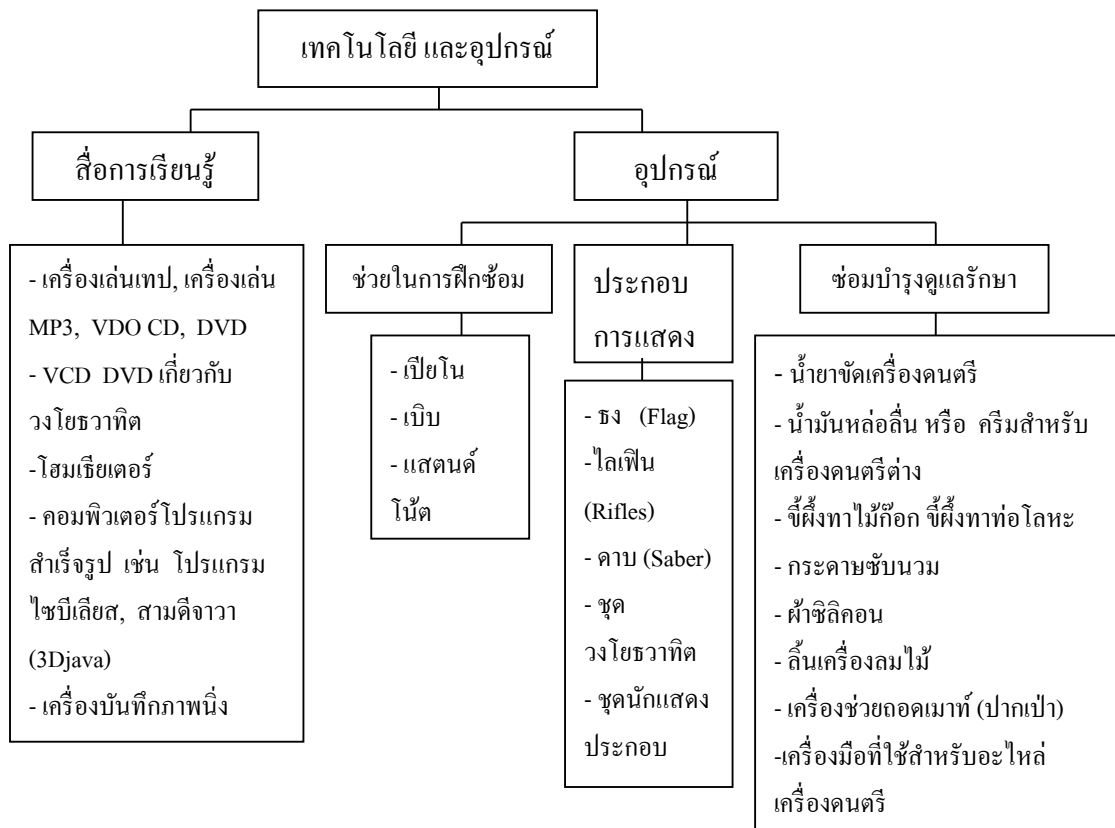 เทคโนโลยี และอุปกรณ์
สื่อการเรียนรู้
อุปกรณ์
- เครื่องเล่นเทป, เครื่องเล่น
MP3, VDO CD, DVD
- VCD DVD เกี่ยวกับ
วงโยธวาทิต
-โฮมเธียเตอร์
- คอมพิวเตอร์โปรแกรม
สำเร็จรูป เช่น โปรแกรม
ไซบีเลียส, สามดีจาวา
(3Djava)
- เครื่องบันทึกภาพนิ่ง
ช่วยในการฝึกซ้อม
- เปียโน
- เบิบ
- แสตนด์
โน้ต
ประกอบ
การแสดง
- ธง (Flag)
-ไลเฟิน
(Rifles)
- ดาบ (Saber)
- ชุด
วงโยธวาทิต
- ชุดนักแสดง
ประกอบ
ซ่อมบำรุงดูแลรักษา
- น้ำยาขัดเครื่องดนตรี
- น้ำมันหล่อลื่น หรือ ครีมสำหรับ
เครื่องดนตรีต่าง
- ขี้ผึ้งทาไม้ก๊อก ขี้ผึ้งทาท่อโลหะ
- กระดาษซับนวม
- ผ้าซิลิคอน
- ลิ้นเครื่องลมไม้
- เครื่องช่วยถอดเมาท์ (ปากเป่า)
-เครื่องมือที่ใช้สำหรับอะไหล่
เครื่องดนตรี